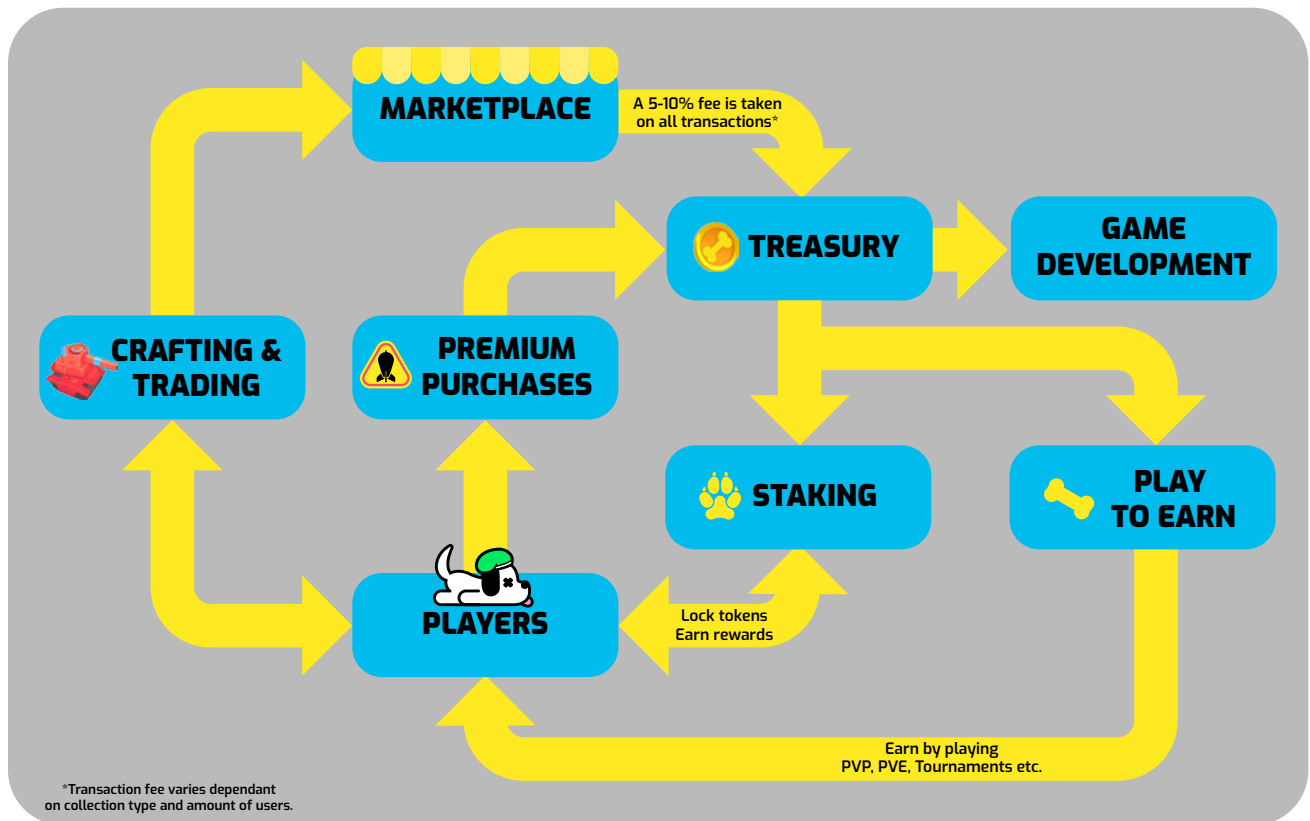 MARKETPLACE
A 5-10% fee is taken
on all transactions*
TREASURY
GAME
DEVELOPMENT
CRAFTING &
TRADING
PREMIUM
PURCHASES
STAKING
PLAY
TO EARN
PLAYERS
Lock tokens
Earn rewards
Earn by playing
PVP, PVE, Tournaments etc.
*Transaction fee varies dependant
on collection type and amount of users.